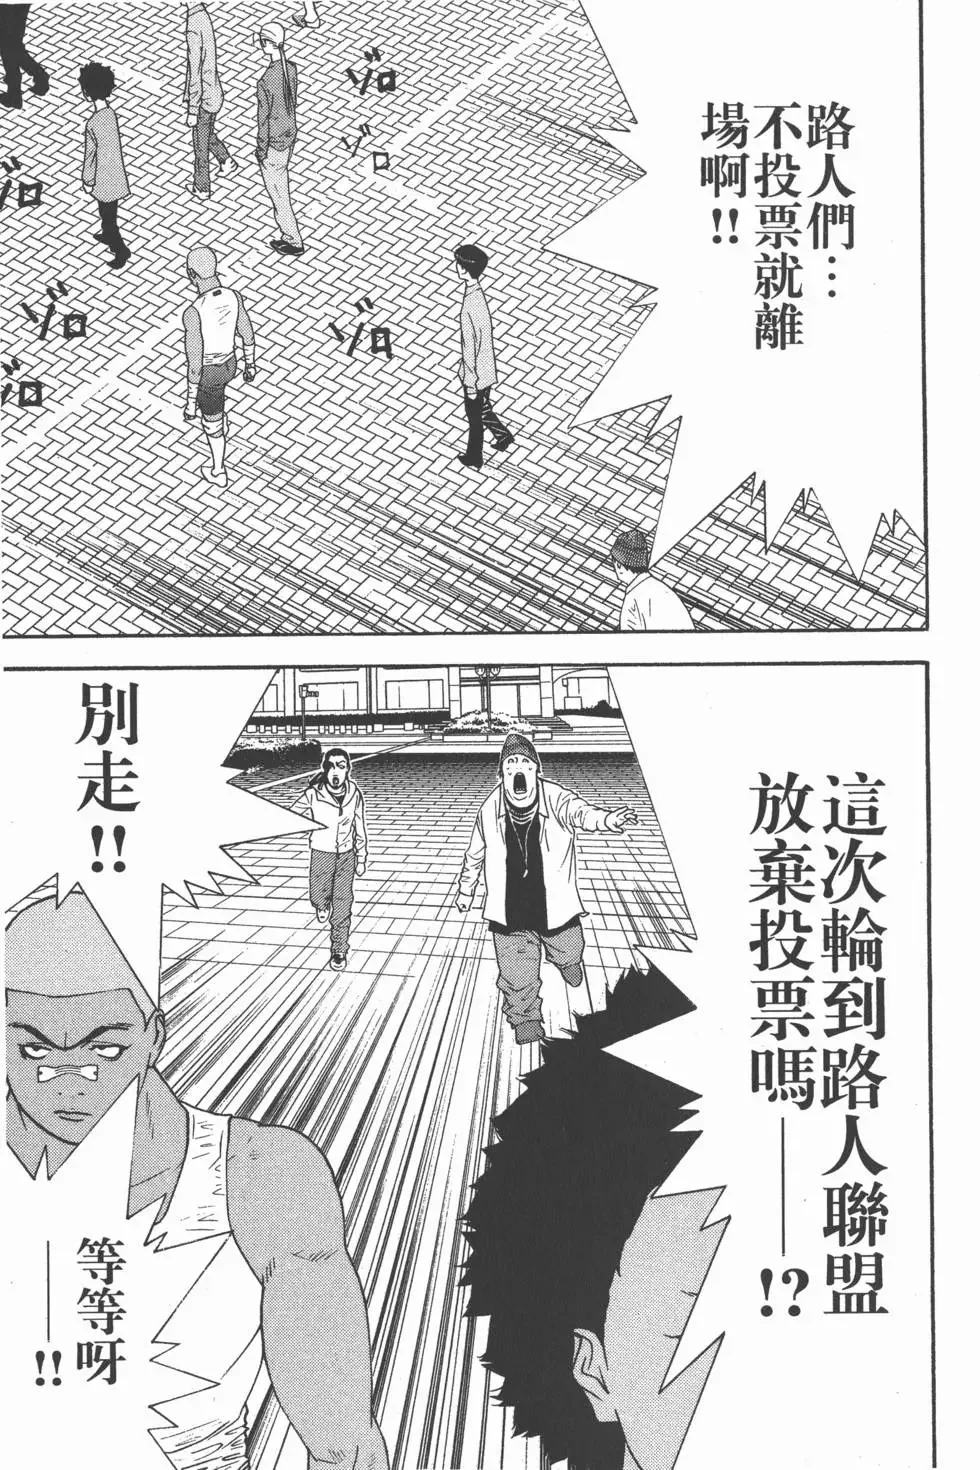 路人們…
不投票就離
場啊!!
ゾロ
ゾロ
ゾロ
ゾロ
ゾロ
ゾロ
這次輪到路人聯盟
放棄投票嗎——!?
別走!!
等等呀
——!!